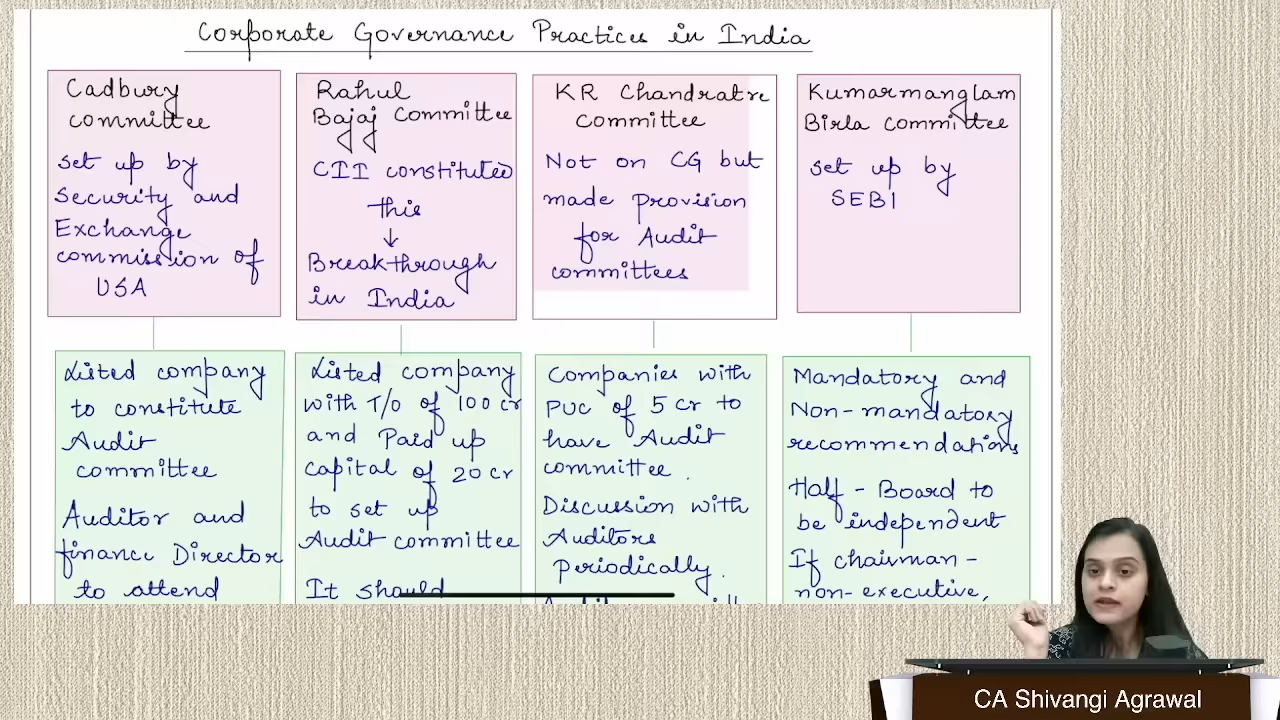 Corporate Governance Practices in India
Cadbury
committee
set up by
security and
Exchange
commission of
USA
Rahul
Bajaj Committee
CII constituted
this
↓
Breakthrough
in India
KR Chandratre
Committee
Not on CG but
made provision
for Audit
committees
Kumarmanglam
Birla committee
set up by
SEBI
Listed company
to constitute
Audit
committee
Auditor and
finance Director
to attend
Listed company
with T/O of 100 cr
and Paid up
capital of 20 cr
to set up
Audit committee
It should
Companies with
PUC of 5 cr to
have Audit
committee.
Discussion with
Auditors
periodically.
Mandatory and
Non-mandatory
recommendations
Half-Board to
be independent
If chairman-
non-executive,
CA Shivangi Agrawal